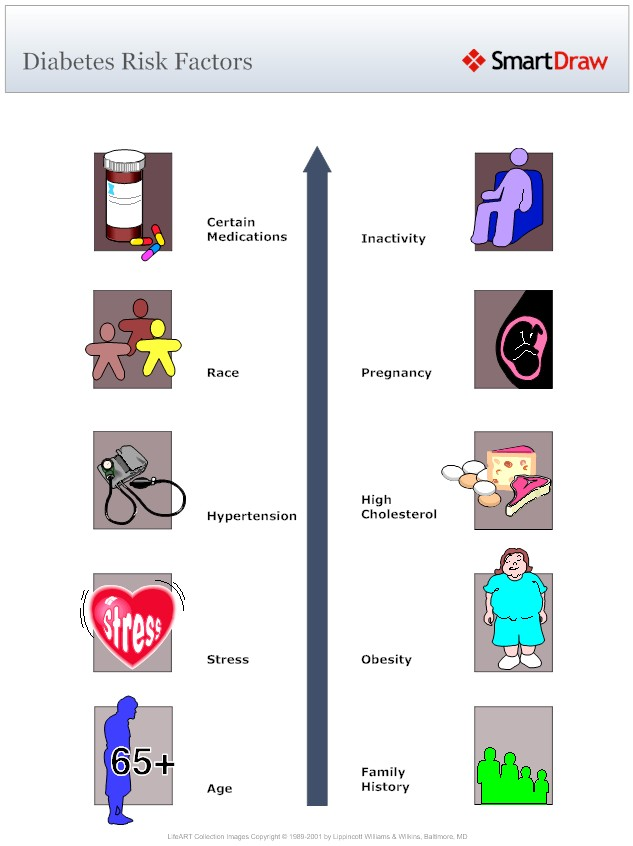 Diabetes Risk Factors
SmartDraw
Certain
Medications
Inactivity
Race
Pregnancy
Hypertension
High
Cholesterol
Stress
Stress
Obesity
65+
Age
Family
History
LifeART Collection Images Copyright © 1989-2001 by Lippincott Williams & Wilkins, Baltimore, MD